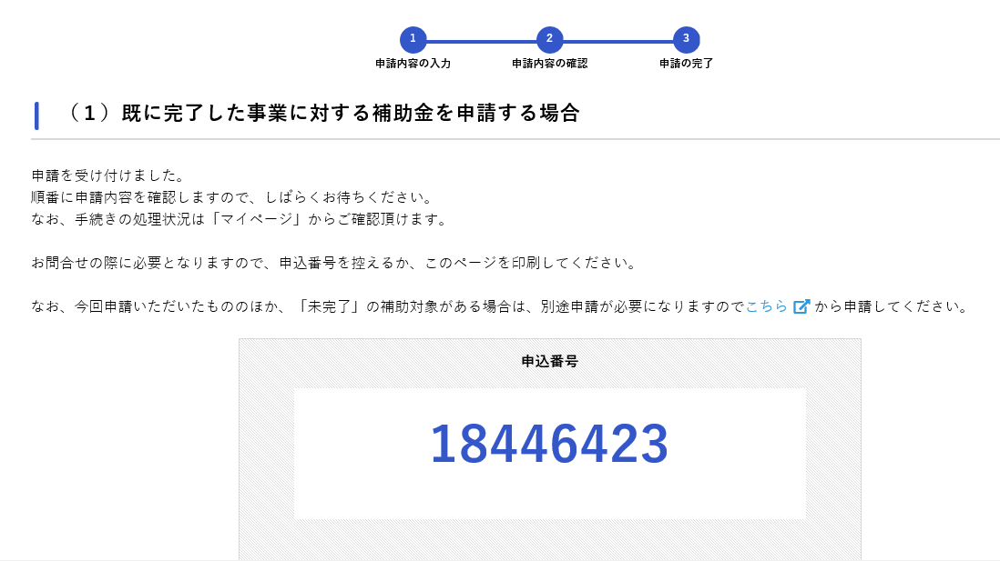 1 2 3
申請内容の入力 申請内容の確認 申請の完了
（１）既に完了した事業に対する補助金を申請する場合
申請を受け付けました。
順番に申請内容を確認しますので、しばらくお待ちください。
なお、手続きの処理状況は「マイページ」からご確認頂けます。
お問合せの際に必要となりますので、申込番号を控えるか、このページを印刷してください。
なお、今回申請いただいたもののほか、「未完了」の補助対象がある場合は、別途申請が必要になりますのでこちら から申請してください。
申込番号
18446423